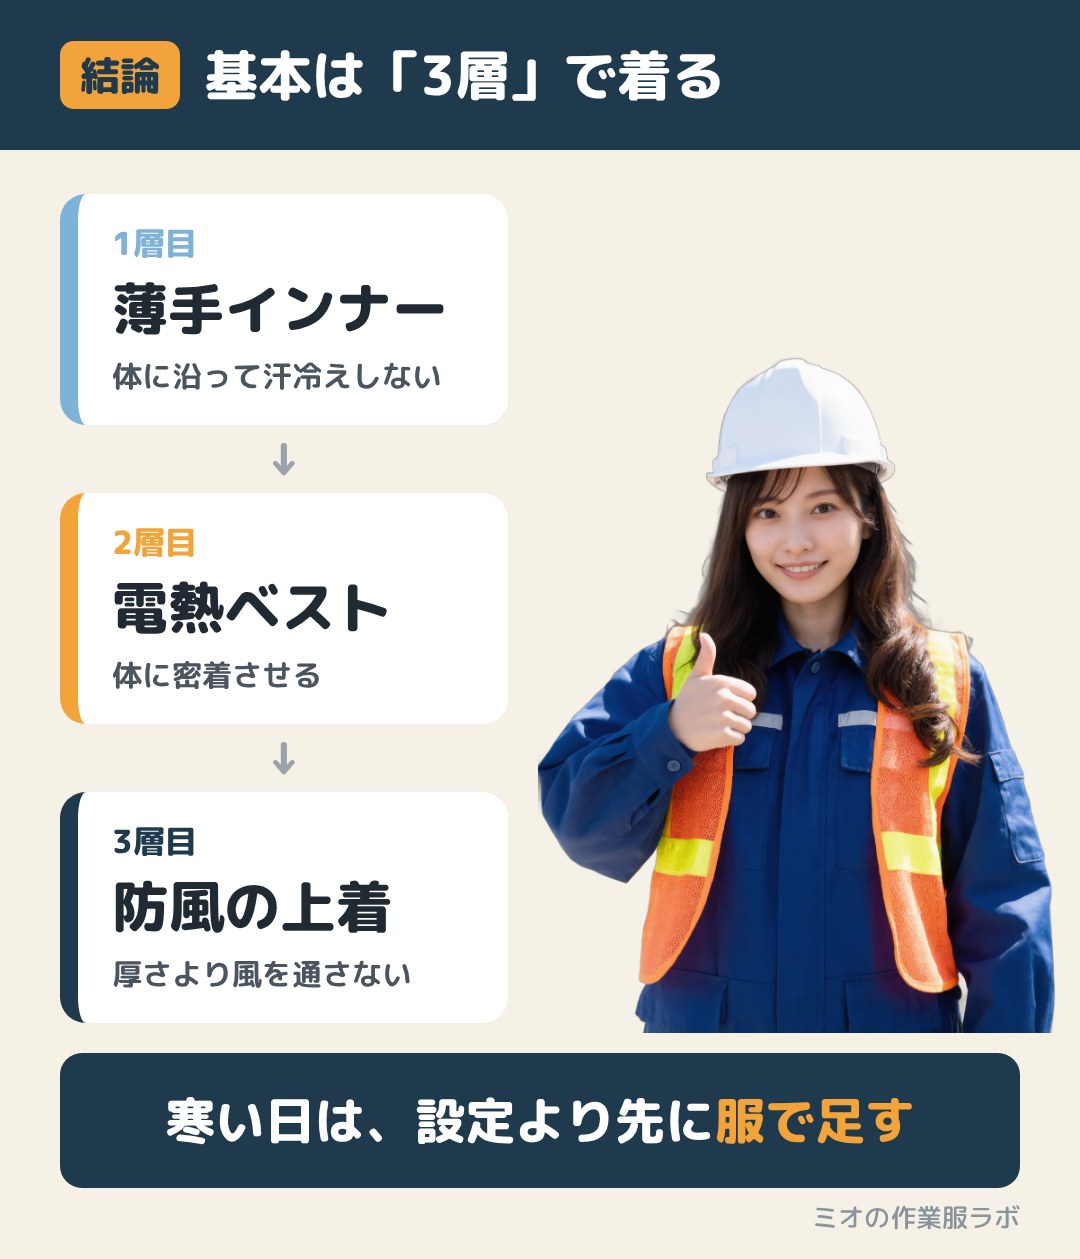 結論 基本は「3層」で着る
1層目
薄手インナー
体に沿って汗冷えしない
↓
2層目
電熱ベスト
体に密着させる
↓
3層目
防風の上着
厚さより風を通さない
寒い日は、設定より先に服で足す
ミオの作業服ラボ